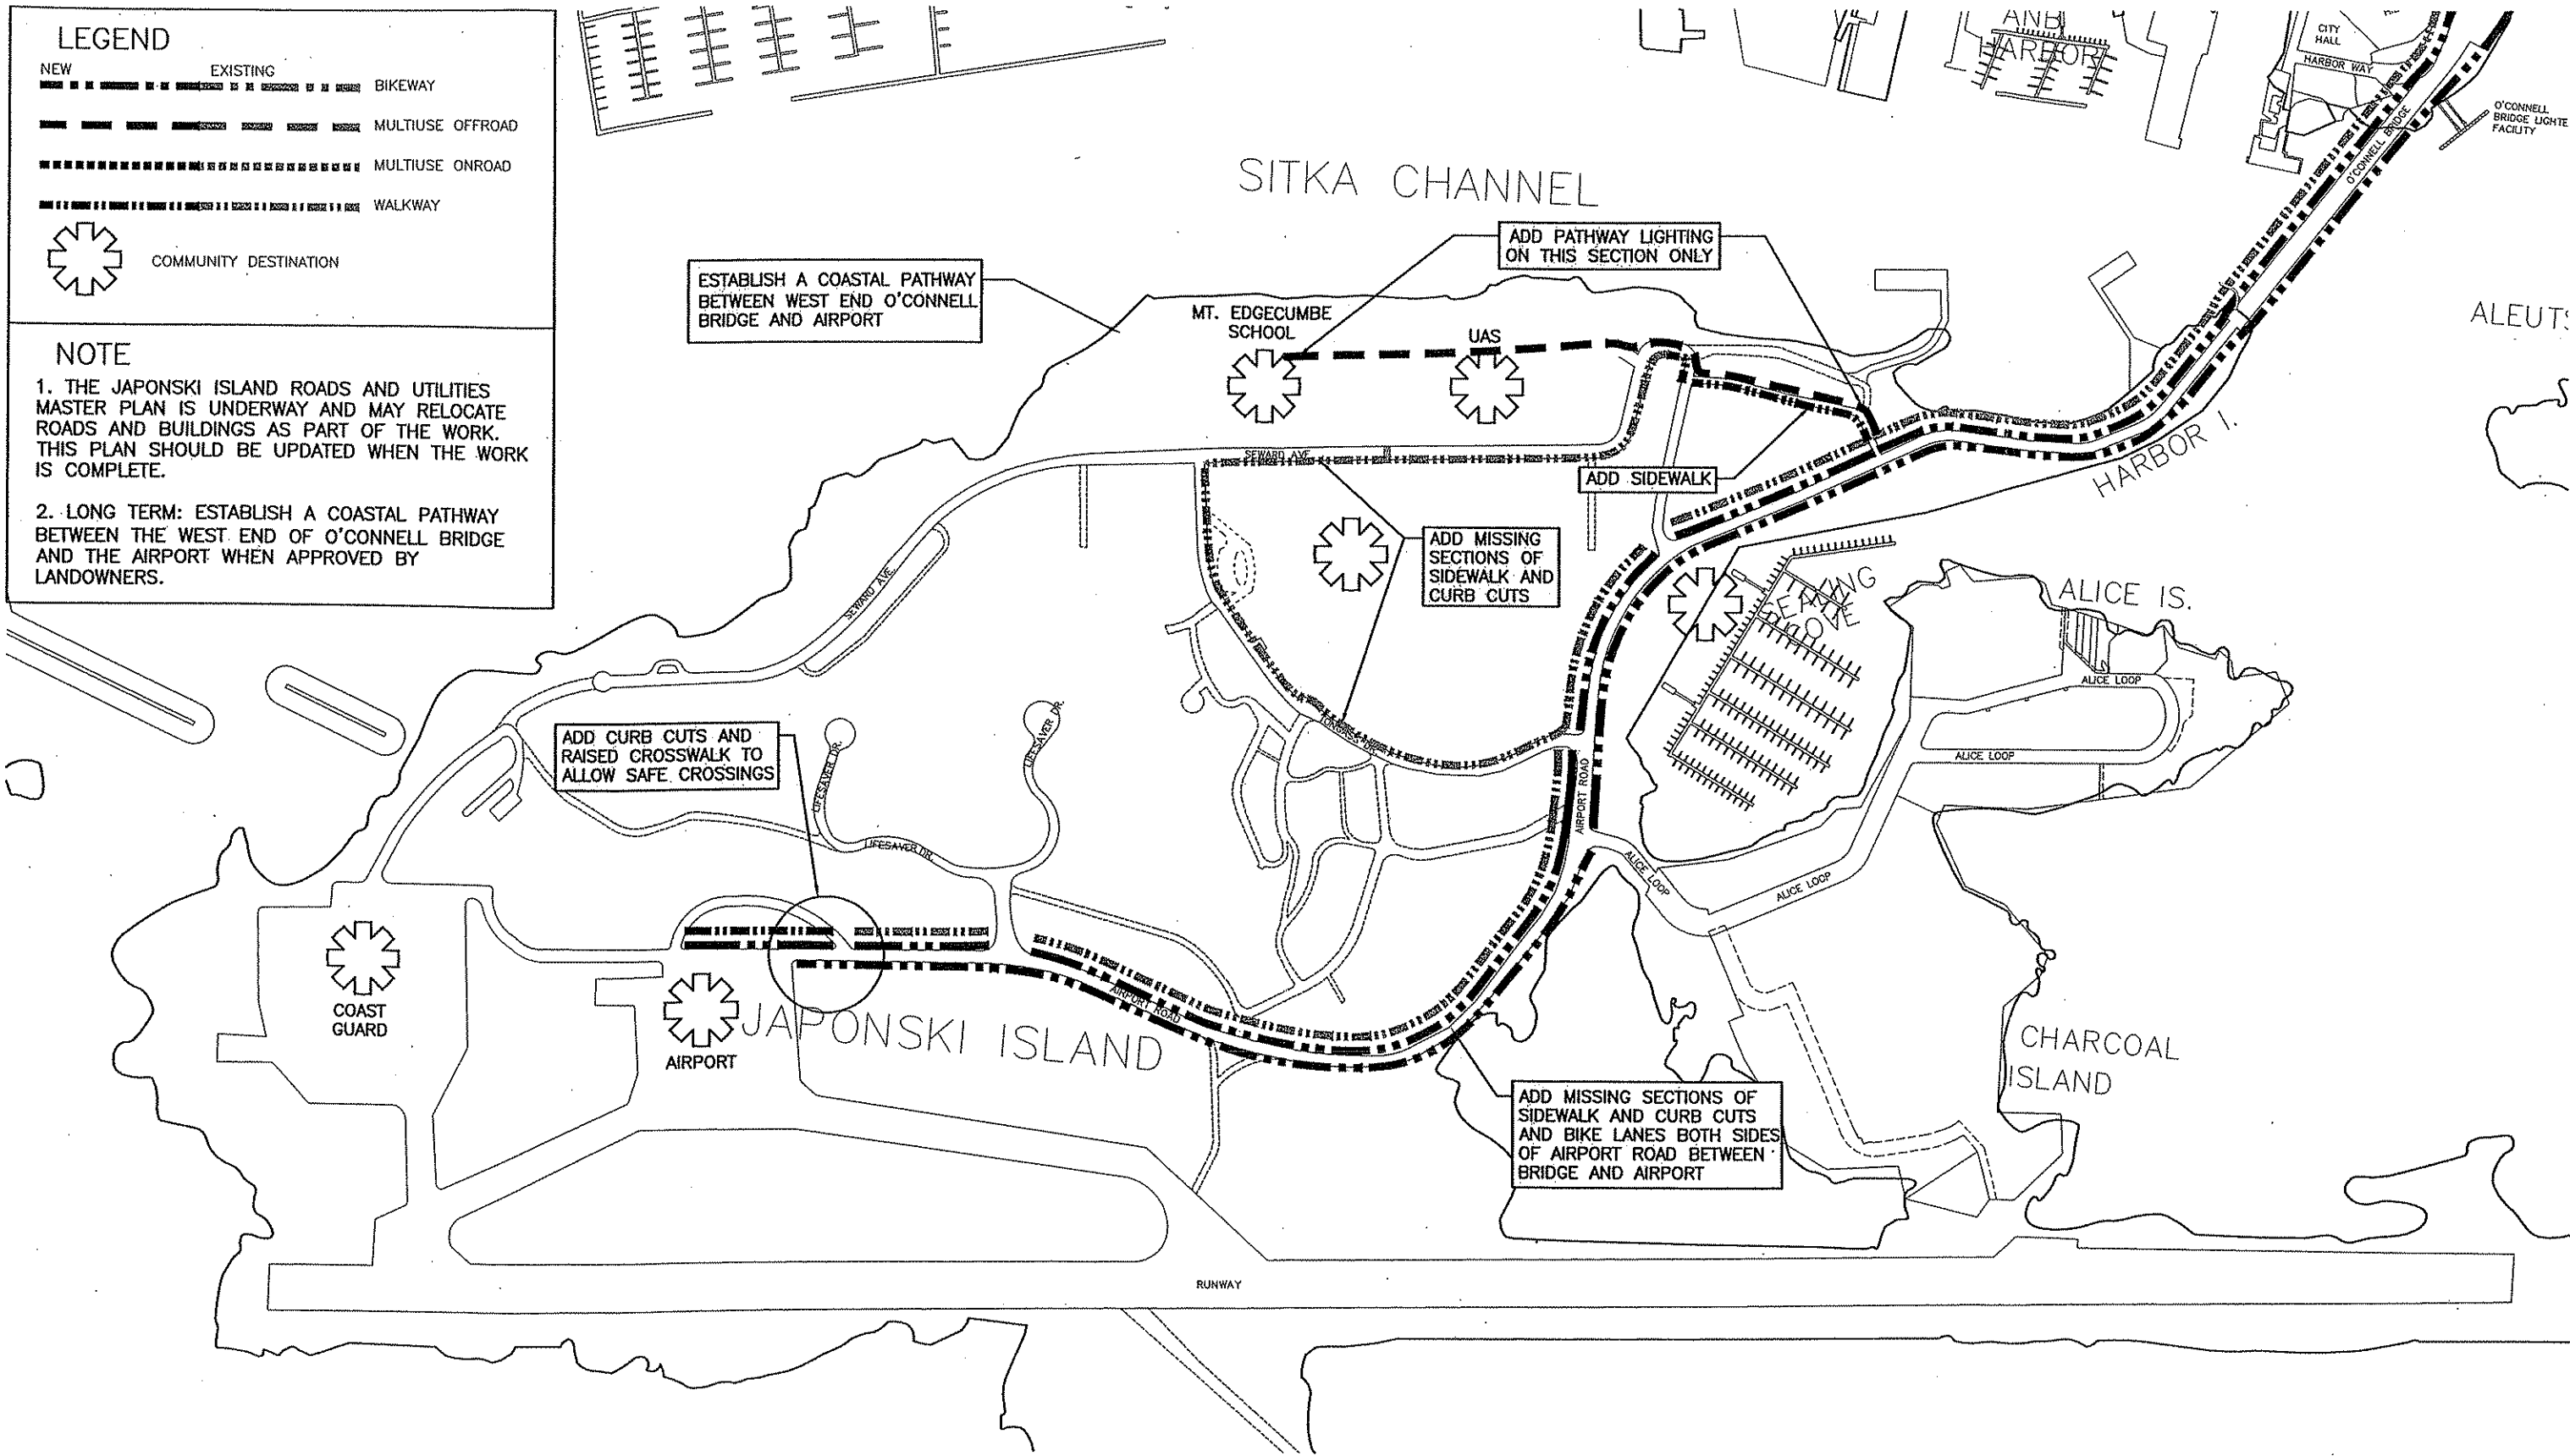 LEGEND
NEW
EXISTING
BIKEWAY
MULTIUSE OFFROAD
MULTIUSE ONROAD
WALKWAY
COMMUNITY DESTINATION
NOTE
1. THE JAPONSKI ISLAND ROADS AND UTILITIES
MASTER PLAN IS UNDERWAY AND MAY RELOCATE
ROADS AND BUILDINGS AS PART OF THE WORK.
THIS PLAN SHOULD BE UPDATED WHEN THE WORK
IS COMPLETE.
2. LONG TERM: ESTABLISH A COASTAL PATHWAY
BETWEEN THE WEST END OF O'CONNELL BRIDGE
AND THE AIRPORT WHEN APPROVED BY
LANDOWNERS.
ANB
HARBOR
CITY
HALL
HARBOR WAY
O'CONNELL
BRIDGE LIGHTE
FACILITY
O'CONNELL BRIDGE
SITKA CHANNEL
ADD PATHWAY LIGHTING
ON THIS SECTION ONLY
ESTABLISH A COASTAL PATHWAY
BETWEEN WEST END O'CONNELL
BRIDGE AND AIRPORT
MT. EDGECUMBE
SCHOOL
UAS
ALEUTS
SEWARD AVE
ADD SIDEWALK
HARBOR I.
ADD MISSING
SECTIONS OF
SIDEWALK AND
CURB CUTS
SEWARD AVE.
SEALING
COVE
ALICE IS.
ALICE LOOP
ALICE LOOP
TONGASS DR.
ADD CURB CUTS AND
RAISED CROSSWALK TO
ALLOW SAFE CROSSINGS
LIFESAVER DR.
LIFESAVER DR.
LIFESAVER DR.
AIRPORT ROAD
ALICE LOOP
ALICE LOOP
COAST
GUARD
AIRPORT
JAPONSKI ISLAND
AIRPORT ROAD
CHARCOAL
ISLAND
ADD MISSING SECTIONS OF
SIDEWALK AND CURB CUTS
AND BIKE LANES BOTH SIDES
OF AIRPORT ROAD BETWEEN
BRIDGE AND AIRPORT
RUNWAY